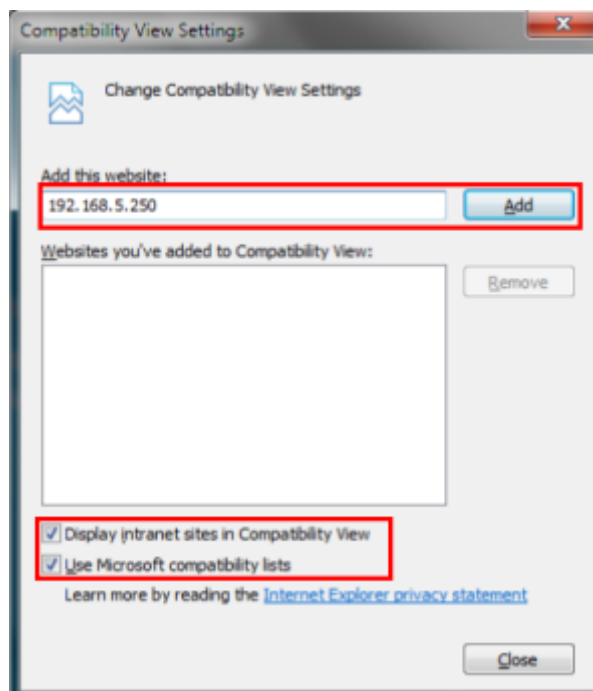 Compatibility View Settings
Change Compatibility View Settings
Add this website:
192.168.5.250
Add
Websites you've added to Compatibility View:
Remove
Display intranet sites in Compatibility View
Use Microsoft compatibility lists
Learn more by reading the Internet Explorer privacy statement
Close